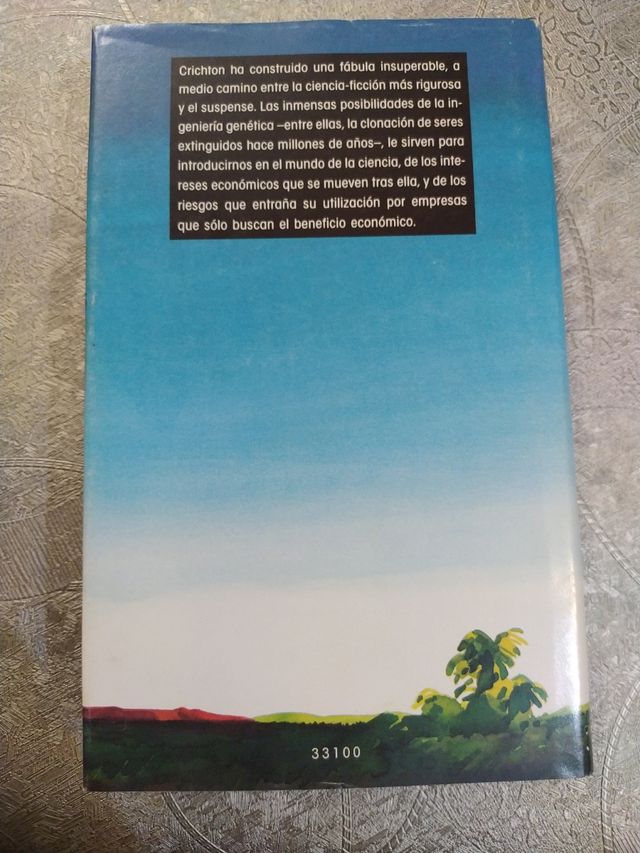 Crichton ha construido una fábula insuperable, a
medio camino entre la ciencia-ficción más rigurosa
y el suspense. Las inmensas posibilidades de la in-
geniería genética –entre ellas, la clonación de seres
extinguidos hace millones de años–, le sirven para
introducirnos en el mundo de la ciencia, de los inte-
reses económicos que se mueven tras ella, y de los
riesgos que entraña su utilización por empresas
que sólo buscan el beneficio económico.
33100